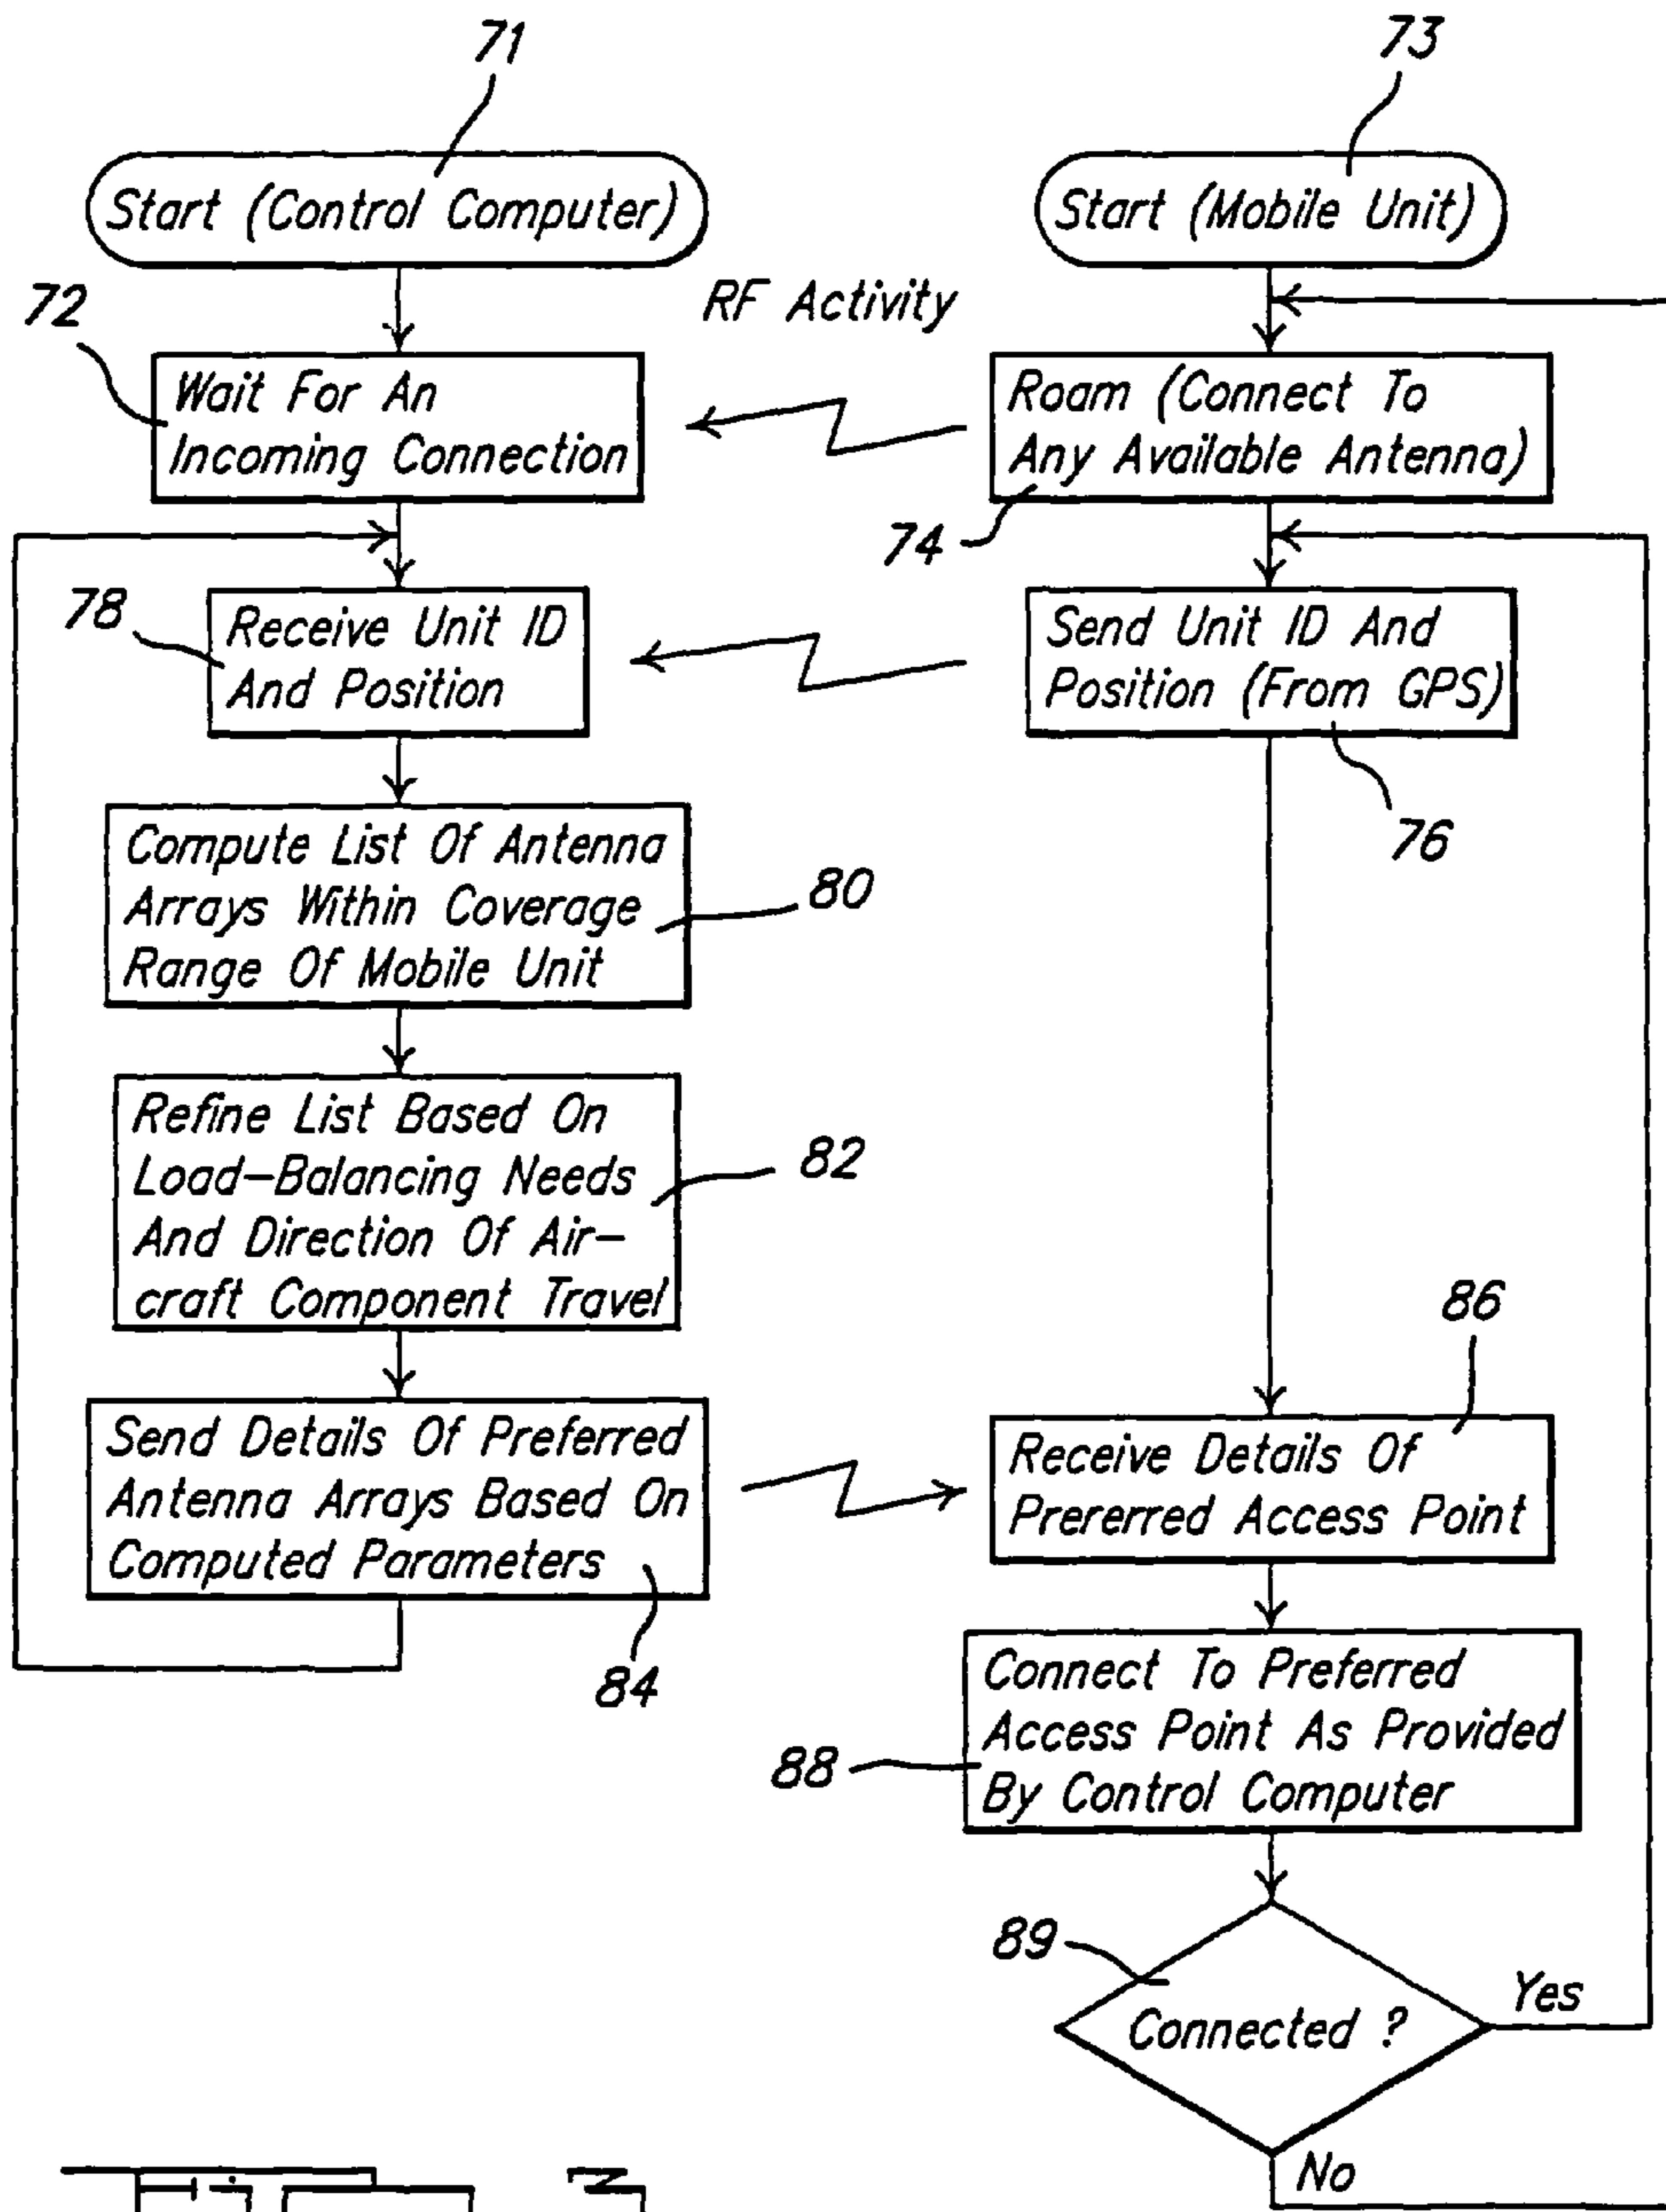 71
73
Start (Control Computer)
Start (Mobile Unit)
72
RF Activity
Wait For An
Incoming Connection
Roam (Connect To
Any Available Antenna)
74
78
Receive Unit ID
And Position
Send Unit ID And
Position (From GPS)
76
Compute List Of Antenna
Arrays Within Coverage
Range Of Mobile Unit
80
Refine List Based On
Load-Balancing Needs
And Direction Of Air-
craft Component Travel
82
86
Send Details Of Preferred
Antenna Arrays Based On
Computed Parameters
84
Receive Details Of
Prererred Access Point
Connect To Preferred
Access Point As Provided
By Control Computer
88
89
Connected ?
Yes
No